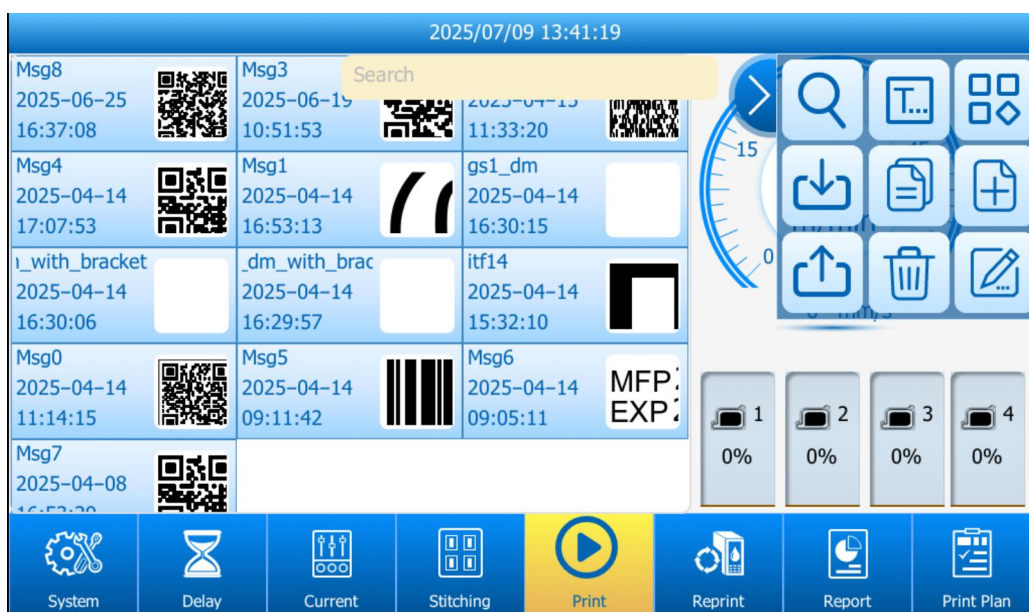 2025/07/09 13:41:19
Msg8
2025-06-25
16:37:08
Msg3
2025-06-19
10:51:53
Search
11:33:20
Msg4
2025-04-14
17:07:53
Msg1
2025-04-14
16:53:13
gs1_dm
2025-04-14
16:30:15
_with_bracket
2025-04-14
16:30:06
_dm_with_brac
2025-04-14
16:29:57
itf14
2025-04-14
15:32:10
Msg0
2025-04-14
11:14:15
Msg5
2025-04-14
09:11:42
Msg6
2025-04-14
09:05:11
MFP
EXP
Msg7
2025-04-08
15
0
T...
1
0%
2
0%
3
0%
4
0%
System
Delay
Current
Stitching
Print
Reprint
Report
Print Plan